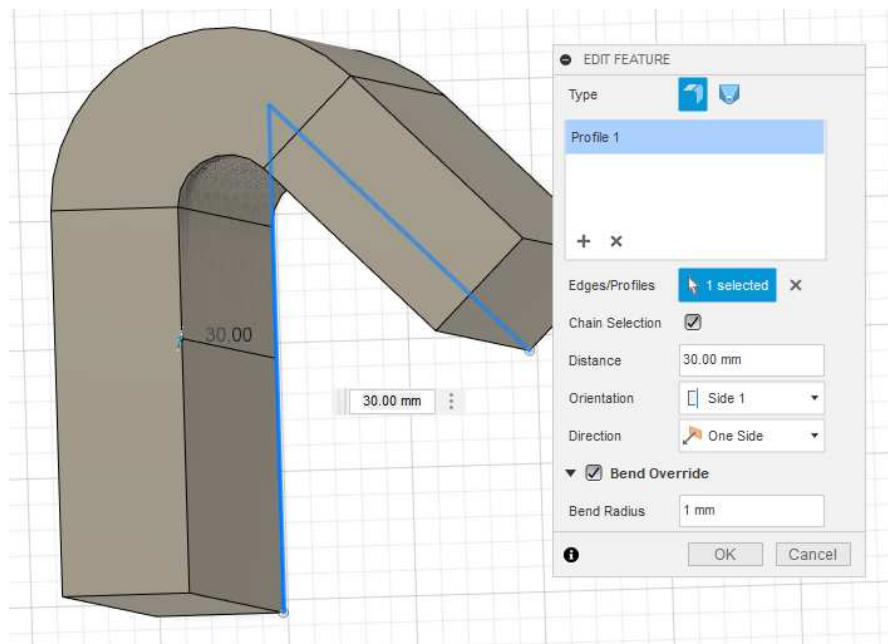 EDIT FEATURE
Type
Profile 1
Edges/Profiles 1 selected
Chain Selection
Distance 30.00 mm
Orientation Side 1
Direction One Side
Bend Override
Bend Radius 1 mm
OK Cancel
30.00
30.00 mm